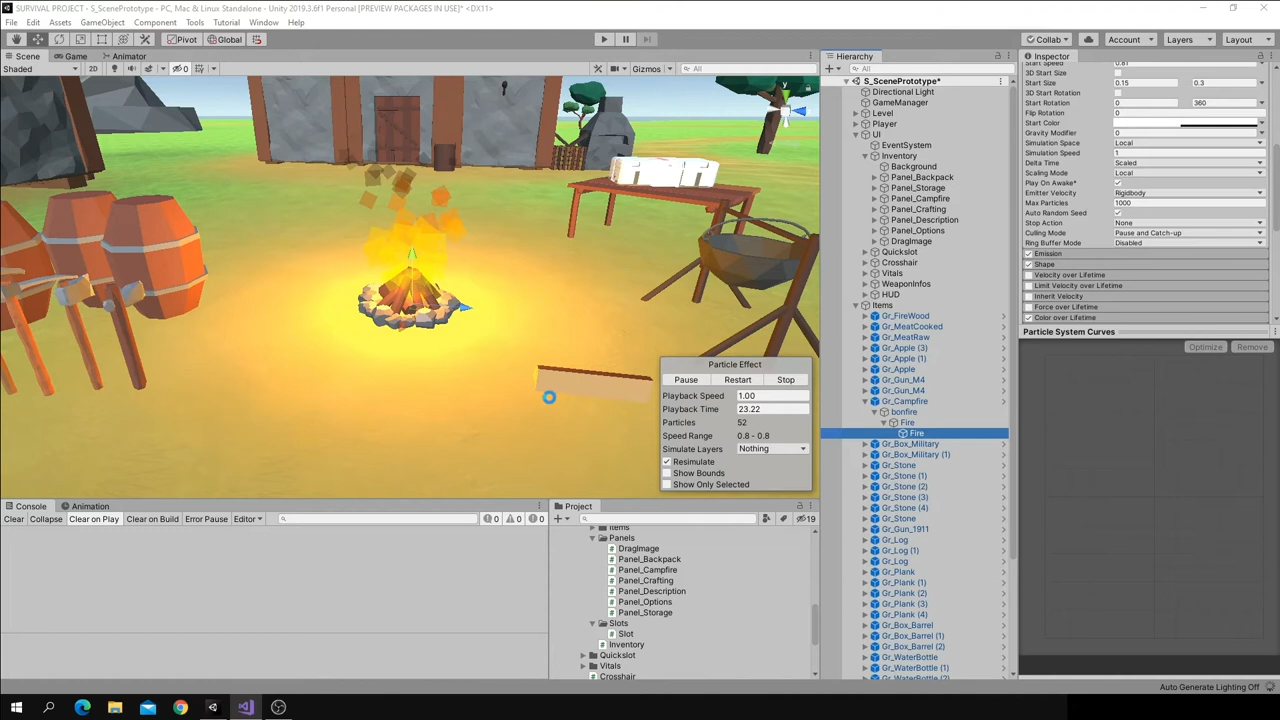 SURVIVAL PROJECT - S_ScenePrototype - PC, Mac & Linux Standalone - Unity 2019.3.6f1 Personal [PREVIEW PACKAGES IN USE]* <DX11>
File Edit Assets GameObject Component Tools Tutorial Window Help
Pivot Global Collab Account Layers Layout
Scene Game Animator
Shaded 2D 0 Gizmos All
y
Particle Effect
Pause Restart Stop
Playback Speed 1.00
Playback Time 23.22
Particles 52
Speed Range 0.8 - 0.8
Simulate Layers Nothing
Resimulate
Show Bounds
Show Only Selected
Hierarchy
All
S_ScenePrototype*
Directional Light
GameManager
Level
Player
UI
EventSystem
Inventory
Background
Panel_Backpack
Panel_Storage
Panel_Campfire
Panel_Crafting
Panel_Description
Panel_Options
DragImage
Quickslot
Crosshair
Vitals
WeaponInfos
HUD
Items
Gr_FireWood
Gr_MeatCooked
Gr_MeatRaw
Gr_Apple (3)
Gr_Apple (1)
Gr_Apple
Gr_Gun_M4
Gr_Gun_M4
Gr_Campfire
bonfire
Fire
Fire
Gr_Box_Military
Gr_Box_Military (1)
Gr_Stone
Gr_Stone (1)
Gr_Stone (2)
Gr_Stone (3)
Gr_Stone (4)
Gr_Stone
Gr_Gun_1911
Gr_Log
Gr_Log (1)
Gr_Log
Gr_Plank
Gr_Plank (1)
Gr_Plank (2)
Gr_Plank (3)
Gr_Plank (4)
Gr_Box_Barrel
Gr_Box_Barrel (1)
Gr_Box_Barrel (2)
Gr_WaterBottle
Gr_WaterBottle (1)
Gr_WaterBottle (2)
Inspector
Start Speed 0.81
3D Start Size
Start Size 0.15 0.3
3D Start Rotation
Start Rotation 0 360
Flip Rotation 0
Start Color
Gravity Modifier 0
Simulation Space Local
Simulation Speed 1
Delta Time Scaled
Scaling Mode Local
Play On Awake*
Emitter Velocity Rigidbody
Max Particles 1000
Auto Random Seed
Stop Action None
Culling Mode Pause and Catch-up
Ring Buffer Mode Disabled
Emission
Shape
Velocity over Lifetime
Limit Velocity over Lifetime
Inherit Velocity
Force over Lifetime
Color over Lifetime
Particle System Curves
Optimize Remove
Console Animation
Clear Collapse Clear on Play Clear on Build Error Pause Editor 0 0 0
Project
19
Items
Panels
DragImage
Panel_Backpack
Panel_Campfire
Panel_Crafting
Panel_Description
Panel_Options
Panel_Storage
Slots
Slot
Inventory
Quickslot
Vitals
Crosshair
Auto Generate Lighting Off